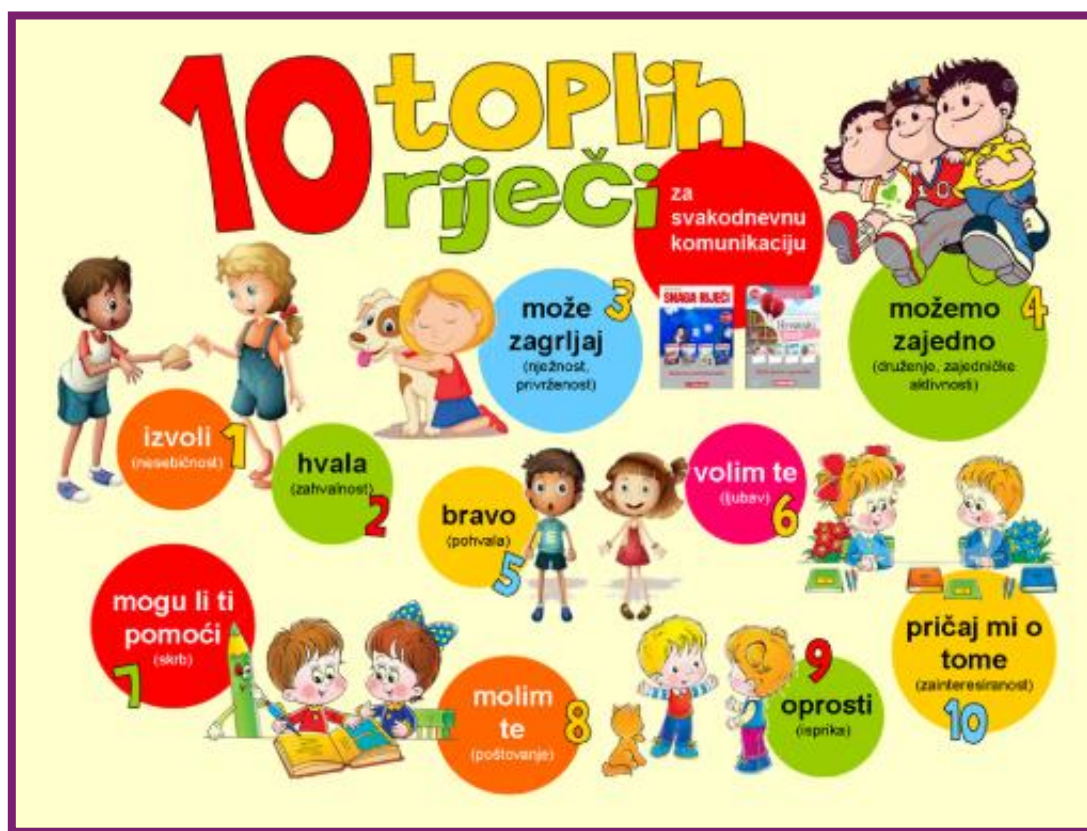 10 toplih
riječi
za
svakodnevnu
komunikaciju
izvoli
(nesebičnost)
1
hvala
(zahvalnost)
2
može
zagrljaj
(nježnost,
privrženost)
3
SNAGA RIJEČI
možemo
zajedno
(druženje, zajedničke
aktivnosti)
4
bravo
(pohvala)
5
volim te
(ljubav)
6
mogu li ti
pomoći
(skrb)
7
molim
te
(poštovanje)
8
9
oprosti
(isprika)
pričaj mi o
tome
(zainteresiranost)
10